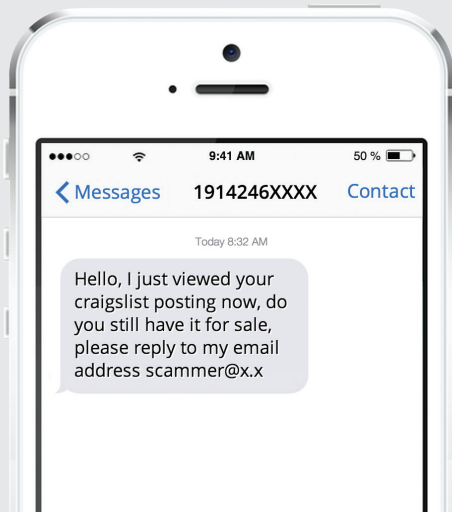 9:41 AM 50 %
Messages 1914246XXXX Contact
Today 8:32 AM
Hello, I just viewed your
craigslist posting now, do
you still have it for sale,
please reply to my email
address scammer@x.x